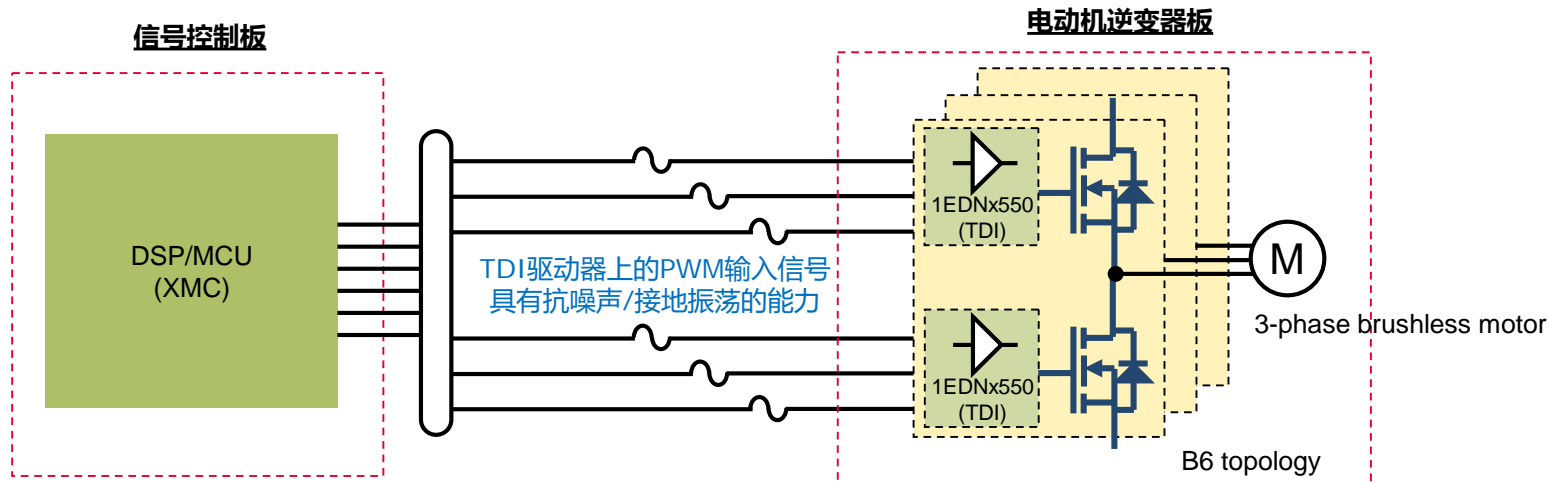 信号控制板
电动机逆变器板
DSP/MCU
(XMC)
TDI驱动器上的PWM输入信号
具有抗噪声/接地振荡的能力
1EDNx550
(TDI)
1EDNx550
(TDI)
M
3-phase brushless motor
B6 topology